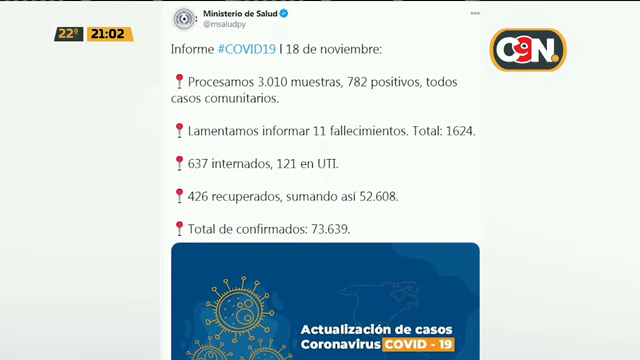 22º 21:02
Ministerio de Salud
@msaludpy
C9N.
Informe #COVID19 | 18 de noviembre:
Procesamos 3.010 muestras, 782 positivos, todos
casos comunitarios.
Lamentamos informar 11 fallecimientos. Total: 1624.
637 internados, 121 en UTI.
426 recuperados, sumando así 52.608.
Total de confirmados: 73.639.
Actualización de casos
Coronavirus COVID - 19